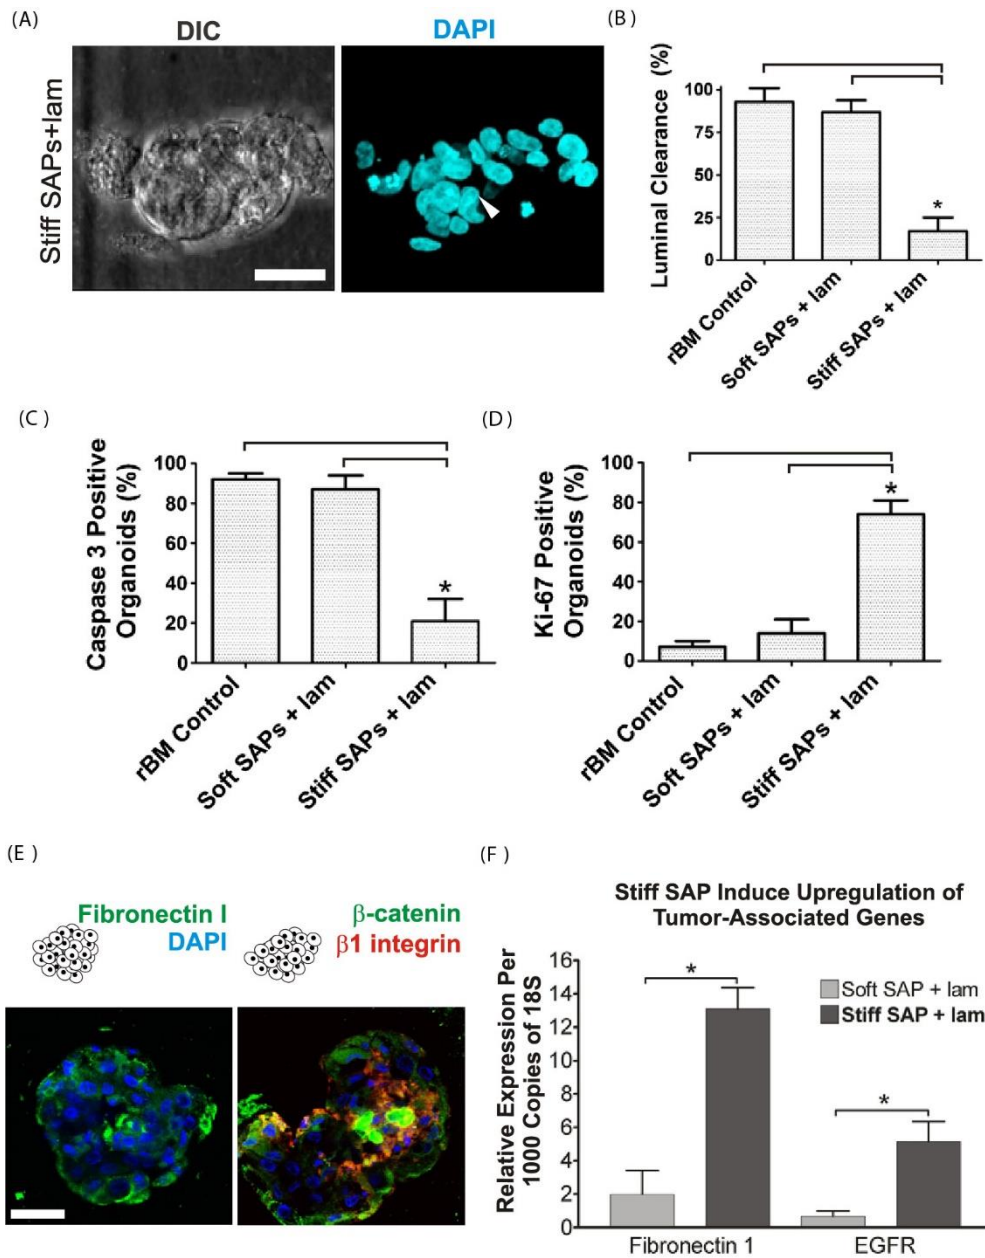 (A)
DIC
DAPI
Stiff SAPs+lam
(B)
Luminal Clearance (%)
100
75
50
25
0
*
rBM Control
Soft SAPs + lam
Stiff SAPs + lam
(C)
Caspase 3 Positive
Organoids (%)
100
80
60
40
20
0
*
rBM Control
Soft SAPs + lam
Stiff SAPs + lam
(D)
Ki-67 Positive
Organoids (%)
100
80
60
40
20
0
*
rBM Control
Soft SAPs + lam
Stiff SAPs + lam
(E)
Fibronectin I
DAPI
β-catenin
β1 integrin
(F)
Stiff SAP Induce Upregulation of
Tumor-Associated Genes
Relative Expression Per
1000 Copies of 18S
16
14
12
10
8
6
4
2
0
*
*
Soft SAP + lam
Stiff SAP + lam
Fibronectin 1
EGFR